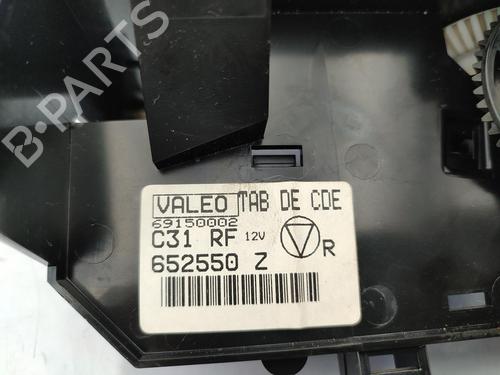 B-PARTS
VALEO TAB DE CDE
69150002
C31 RF 12V
R
652550 Z